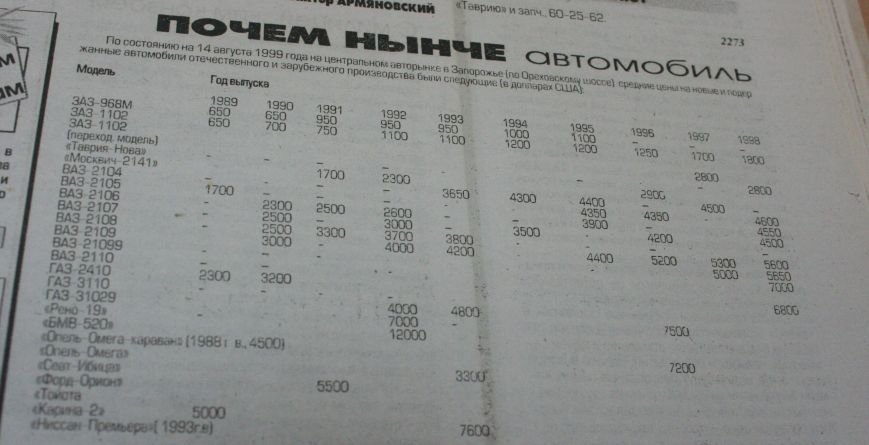 АРМЯНОВСКИЙ
«Таврию» и запч., 60-25-62.
2273
ПОЧЕМ НЫНЧЕ АВТОМОБИЛЬ
По состоянию на 14 августа 1999 года на центральном авторынке в Запорожье (по Ореховскому шоссе) средние цены на новые и подер
жанные автомобили отечественного и зарубежного производства были следующие (в долларах США):
Модель Год выпуска
1989 1990 1991 1992 1993 1994 1995 1996 1997 1998
ЗАЗ-968М 650 650 950 950 950 1000 1100 - - -
ЗАЗ-1102 650 700 750 1100 1100 1200 1200 1250 1700 1800
ЗАЗ-1102
(переход. модель)
«Таврия-Нова» - - - - 2800
«Москвич-2141» - - 1700 2300 - - 2900 2800
ВАЗ-2104 3650 4300 4400 4500
ВАЗ-2105 1700 - 4350 4350 4600
ВАЗ-2106 - 2300 2500 2600 - 3900 - 4550
ВАЗ-2107 - 2500 - 3000 - 3500 4200 4500
ВАЗ-2108 - 2500 3300 3700 3800
ВАЗ-2109 - 3000 - 4000 4200 - 4400 5200 5300 5600
ВАЗ-21099 5000 5650
ВАЗ-2110 7000
ГАЗ-2410 2300 3200
ГАЗ-3110 6800
ГАЗ-31029 4000 4800
«Рено-19» 7000 -
«БМВ-520» 12000 7500
«Опель-Омега-караван» (1988 г. в., 4500)
«Опель-Омега» 7200
«Сеат-Ибица» 3300
«Форд-Орион» 5500
«Тойота
«Карина-2» 5000
«Ниссан-Премьера» (1993г.в) 7600